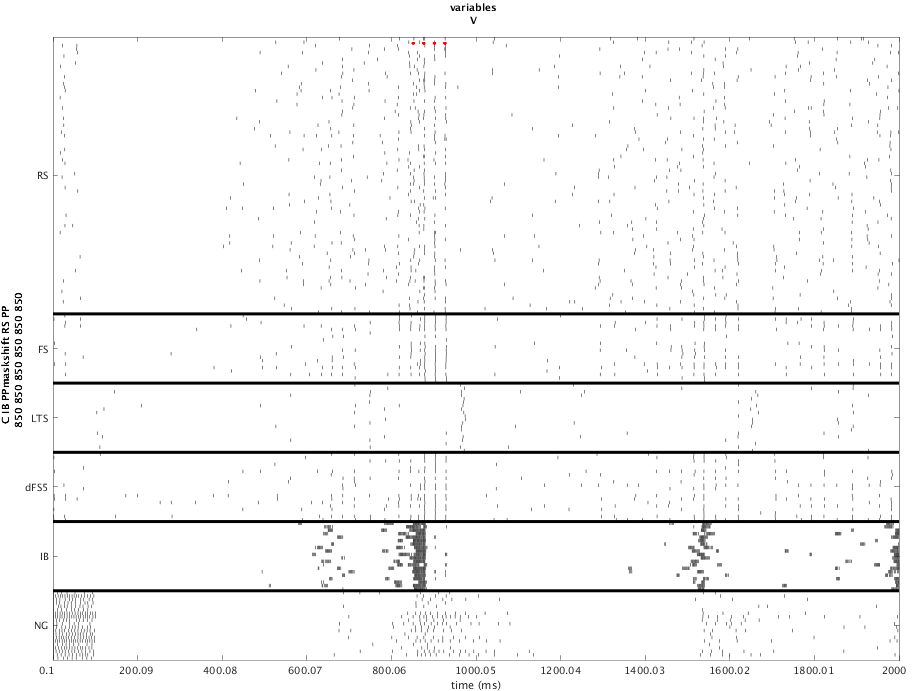 variables
V
C IB PPmaskshift RS PP
850 850 850 850 850 850
RS
FS
LTS
dFS5
IB
NG
0.1 200.09 400.08 600.07 800.06 1000.05 1200.04 1400.03 1600.02 1800.01 2000
time (ms)